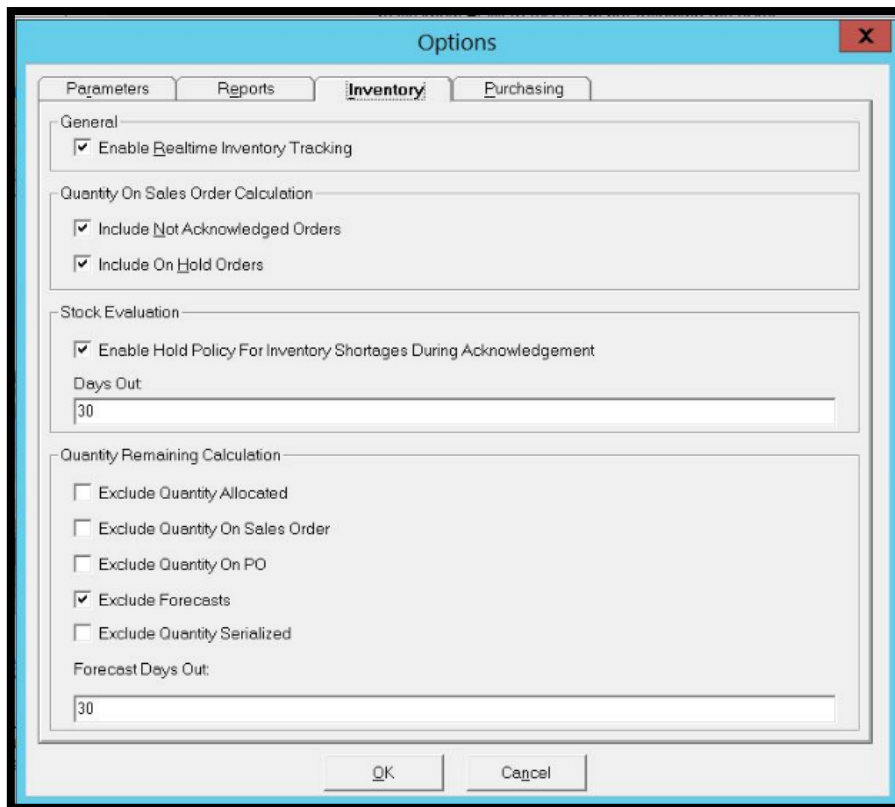 Options
X
Parameters Reports Inventory Purchasing
General
Enable Realtime Inventory Tracking
Quantity On Sales Order Calculation
Include Not Acknowledged Orders
Include On Hold Orders
Stock Evaluation
Enable Hold Policy For Inventory Shortages During Acknowledgement
Days Out:
30
Quantity Remaining Calculation
Exclude Quantity Allocated
Exclude Quantity On Sales Order
Exclude Quantity On PO
Exclude Forecasts
Exclude Quantity Serialized
Forecast Days Out:
30
OK Cancel